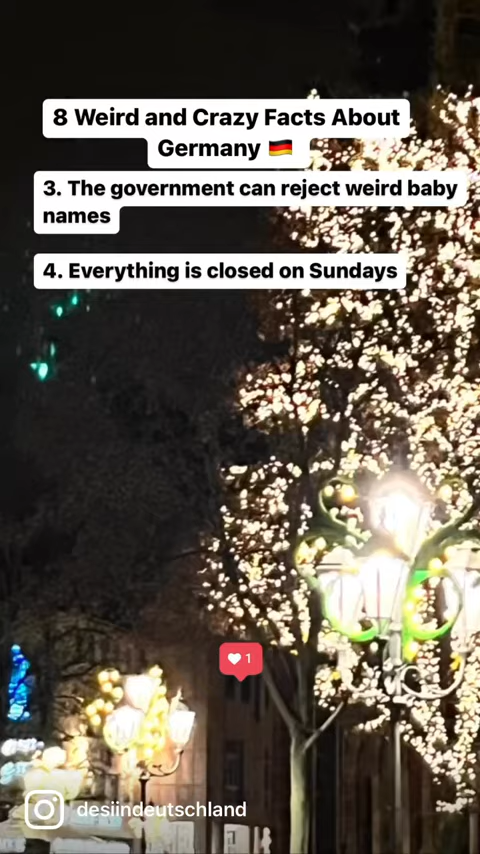 8 Weird and Crazy Facts About
Germany 🇩🇪
3. The government can reject weird baby
names
4. Everything is closed on Sundays
1
desiindeutschland